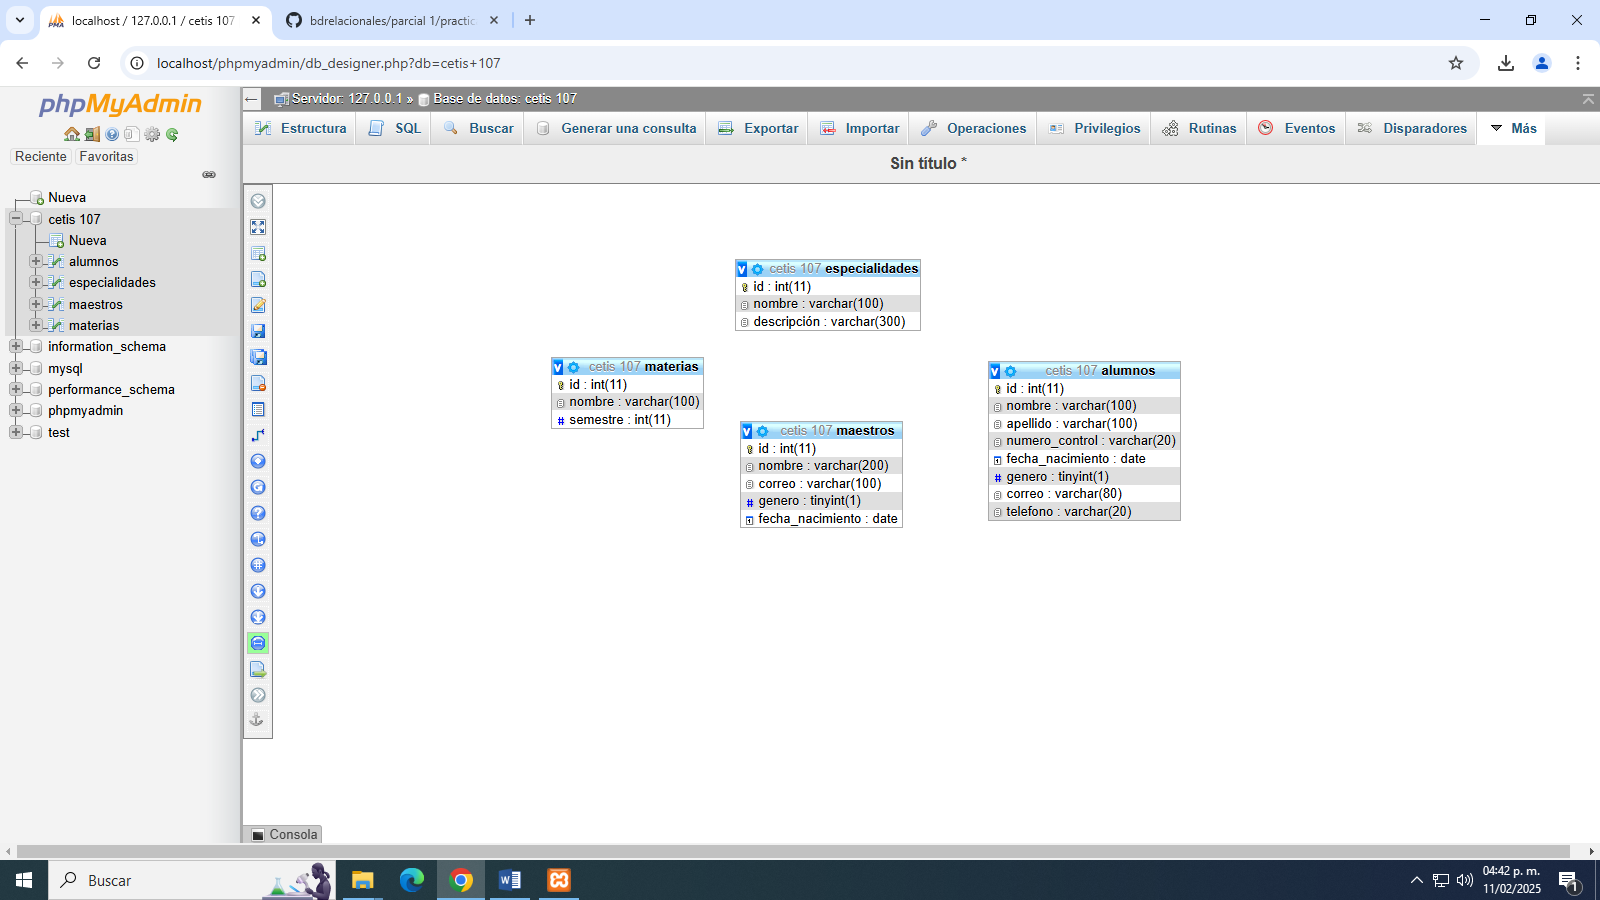 localhost / 127.0.0.1 / cetis 107
bdrelacionales/parcial 1/practic
localhost/phpmyadmin/db_designer.php?db=cetis+107
phpMyAdmin
Reciente
Favoritas
Nueva
cetis 107
Nueva
alumnos
especialidades
maestros
materias
information_schema
mysql
performance_schema
phpmyadmin
test
Servidor: 127.0.0.1 » Base de datos: cetis 107
Estructura
SQL
Buscar
Generar una consulta
Exportar
Importar
Operaciones
Privilegios
Rutinas
Eventos
Disparadores
Más
Sin título *
cetis 107 especialidades
id : int(11)
nombre : varchar(100)
descripción : varchar(300)
cetis 107 materias
id : int(11)
nombre : varchar(100)
# semestre : int(11)
cetis 107 maestros
id : int(11)
nombre : varchar(200)
correo : varchar(100)
# genero : tinyint(1)
fecha_nacimiento : date
cetis 107 alumnos
id : int(11)
nombre : varchar(100)
apellido : varchar(100)
numero_control : varchar(20)
fecha_nacimiento : date
# genero : tinyint(1)
correo : varchar(80)
telefono : varchar(20)
Consola
Buscar
04:42 p. m.
11/02/2025
1